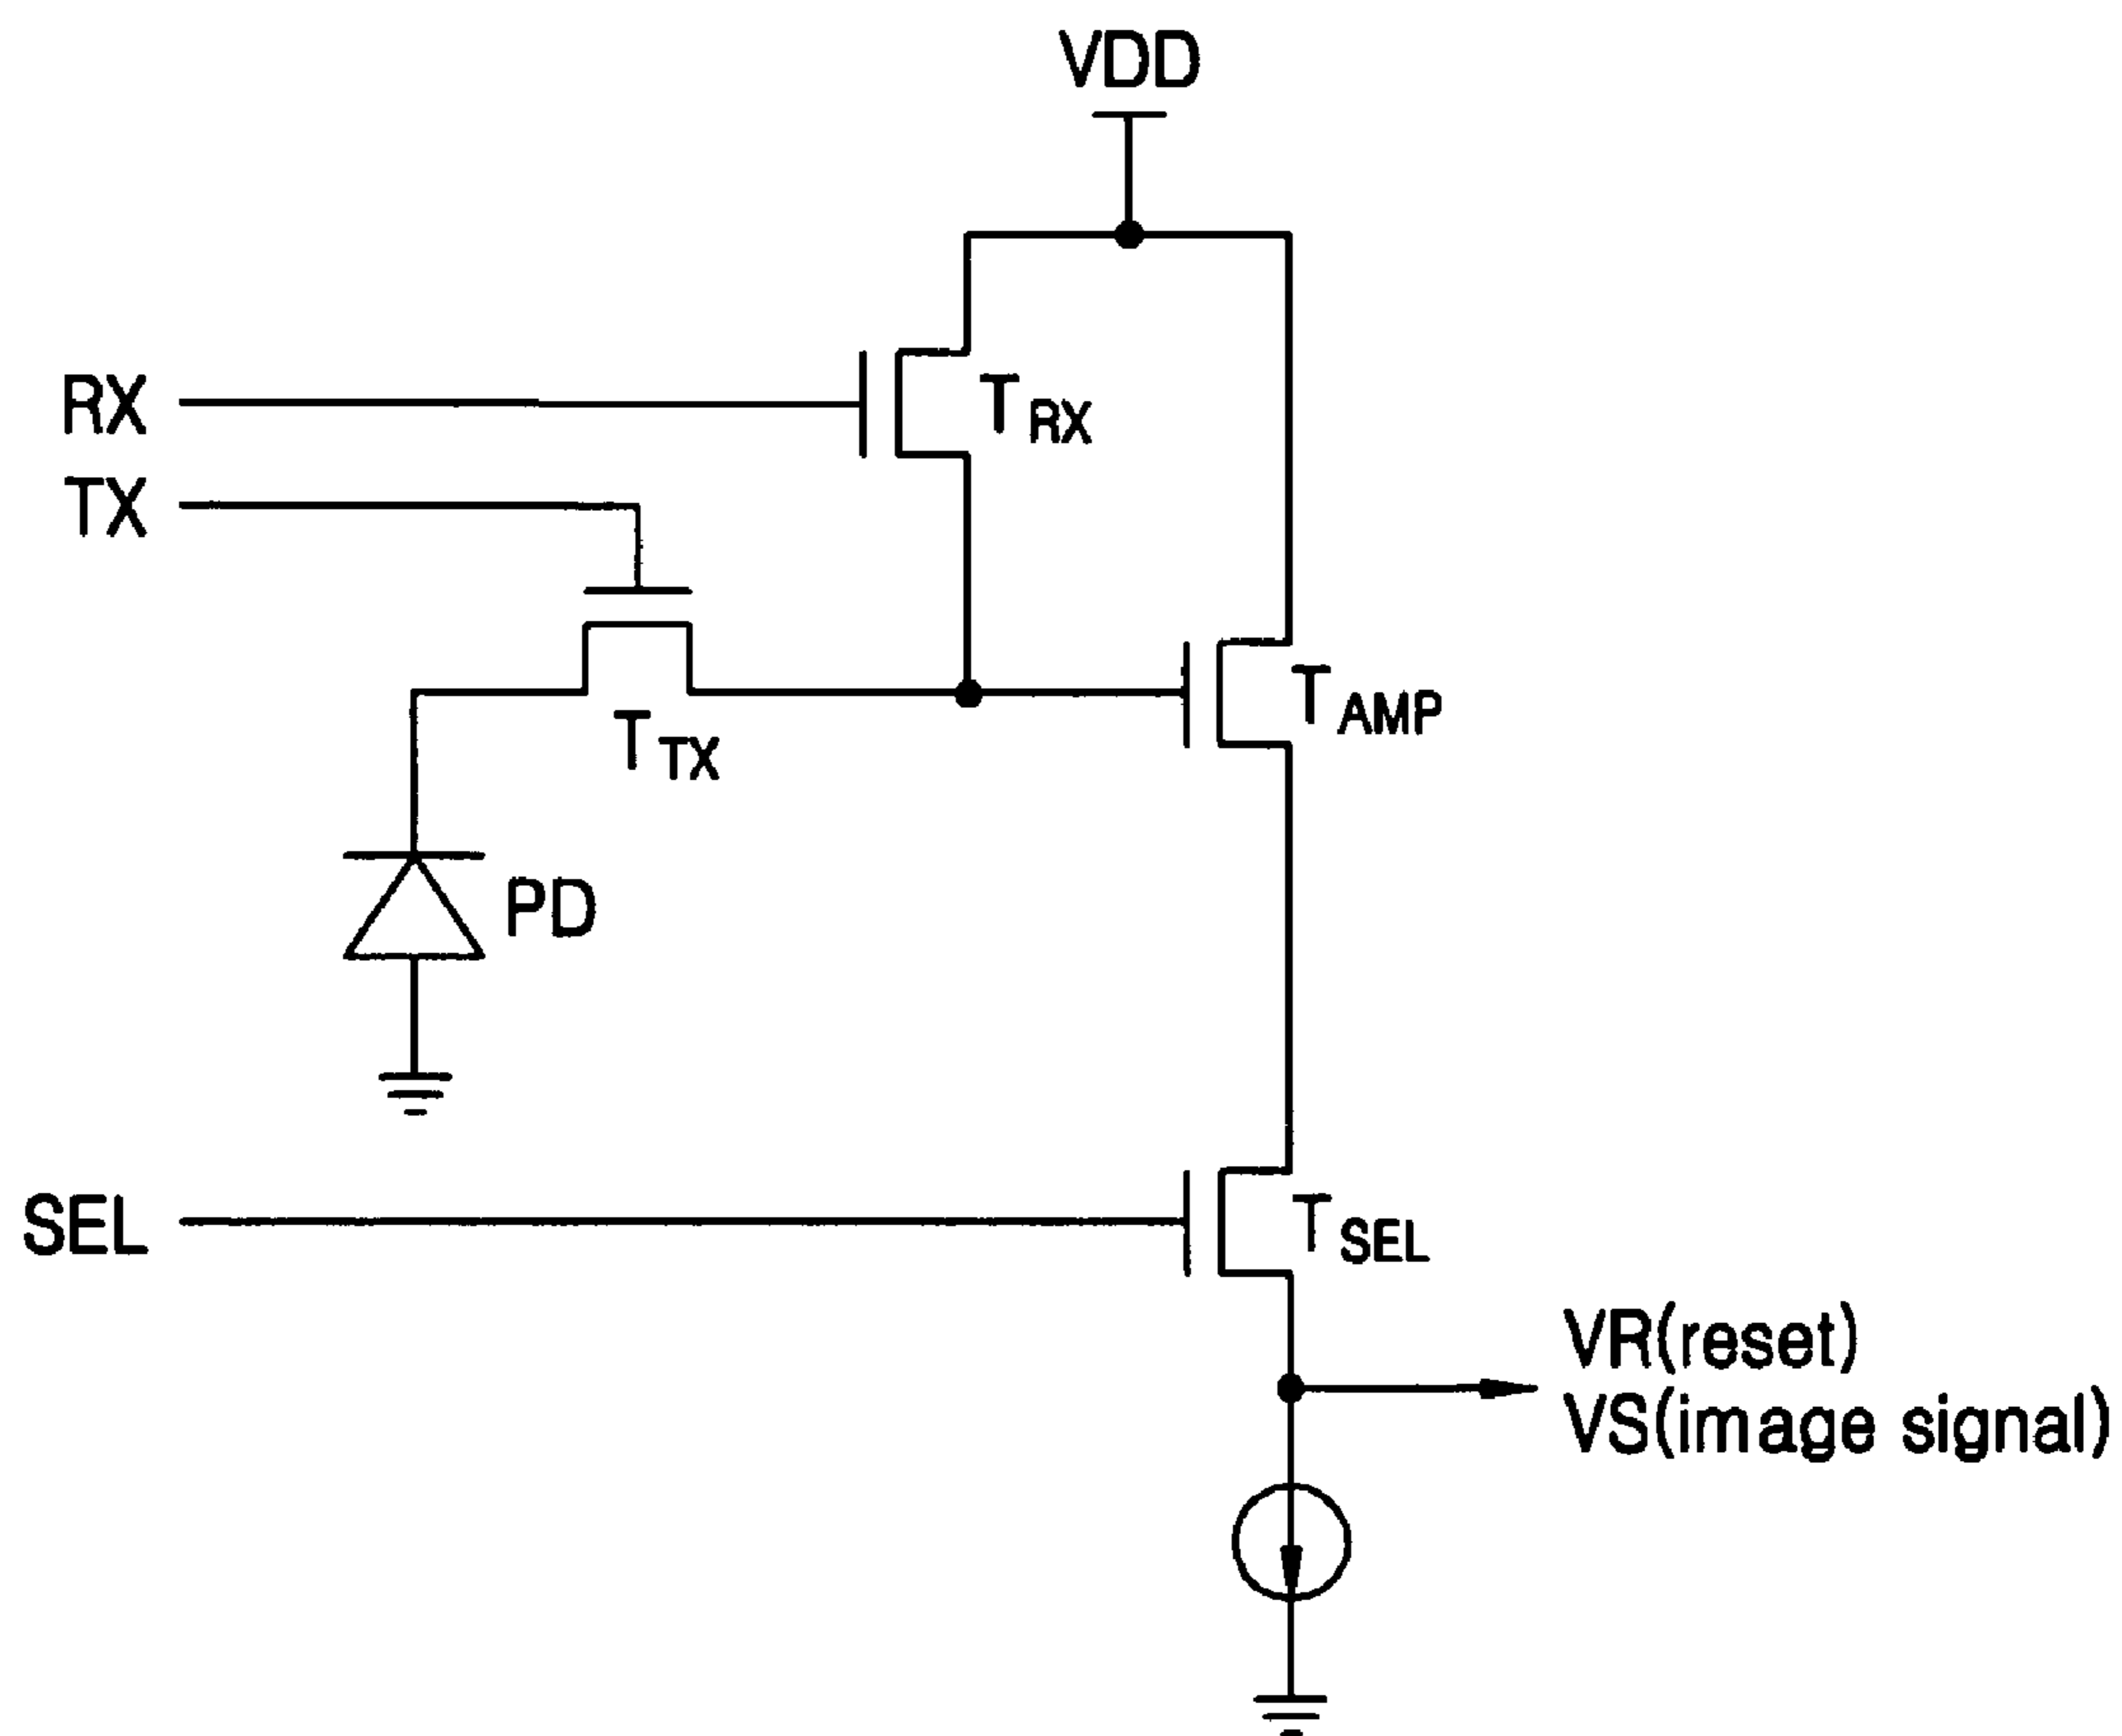 VDD
RX
T RX
TX
T TX
T AMP
PD
SEL
T SEL
VR(reset)
VS(image signal)